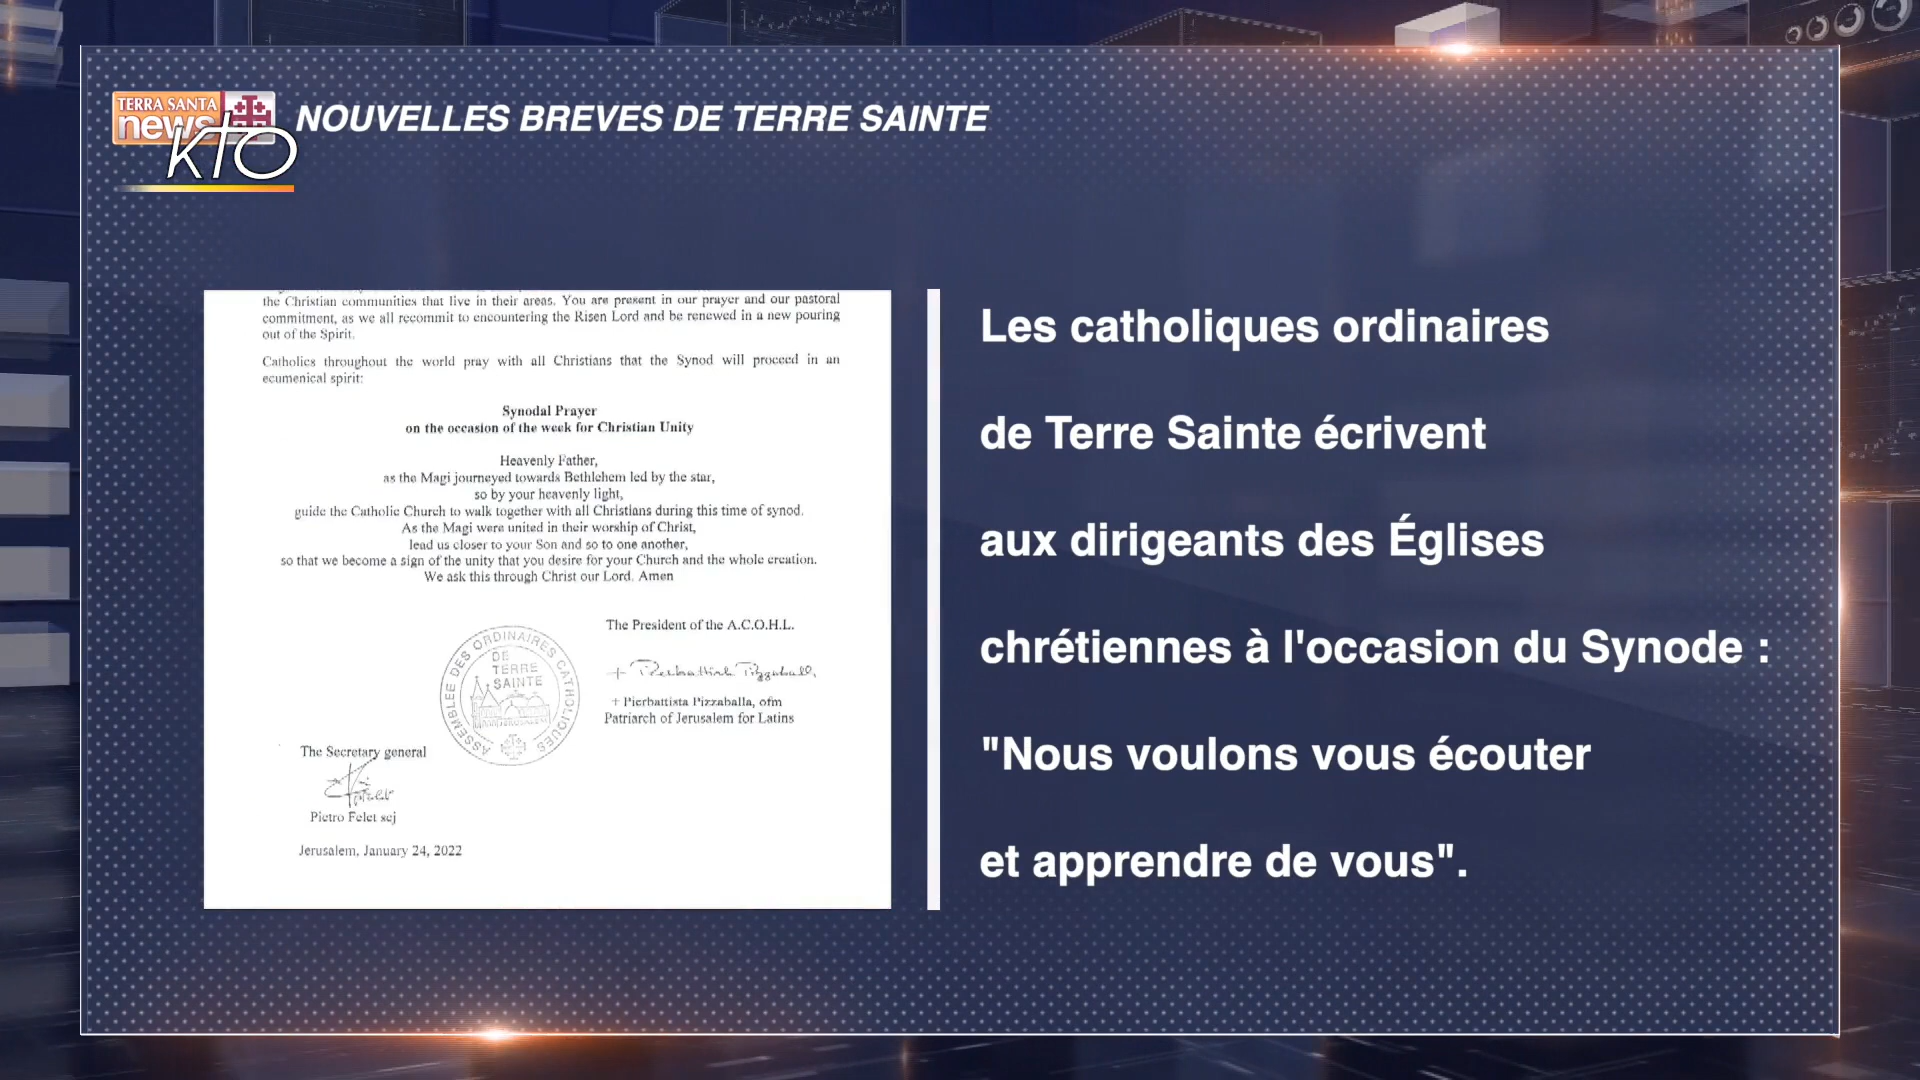 TERRA SANTA
news
KTO
NOUVELLES BREVES DE TERRE SAINTE
the Christian communities that live in their areas. You are present in our prayer and our pastoral
commitment, as we all recommit to encountering the Risen Lord and be renewed in a new pouring
out of the Spirit.
Catholics throughout the world pray with all Christians that the Synod will proceed in an
ecumenical spirit:
Synodal Prayer
on the occasion of the week for Christian Unity
Heavenly Father,
as the Magi journeyed towards Bethlehem led by the star,
so by your heavenly light,
guide the Catholic Church to walk together with all Christians during this time of synod.
As the Magi were united in their worship of Christ,
lead us closer to your Son and so to one another,
so that we become a sign of the unity that you desire for your Church and the whole creation.
We ask this through Christ our Lord. Amen
The President of the A.C.O.H.L.
+ Pierbattista Pizzaballa
+ Pierbattista Pizzaballa, ofm
Patriarch of Jerusalem for Latins
ASSEMBLEE DES ORDINAIRES CATHOLIQUES
DE
TERRE
SAINTE
JERUSALEM
The Secretary general
Pietro Felet scj
Jerusalem, January 24, 2022
Les catholiques ordinaires
de Terre Sainte écrivent
aux dirigeants des Églises
chrétiennes à l'occasion du Synode :
"Nous voulons vous écouter
et apprendre de vous".